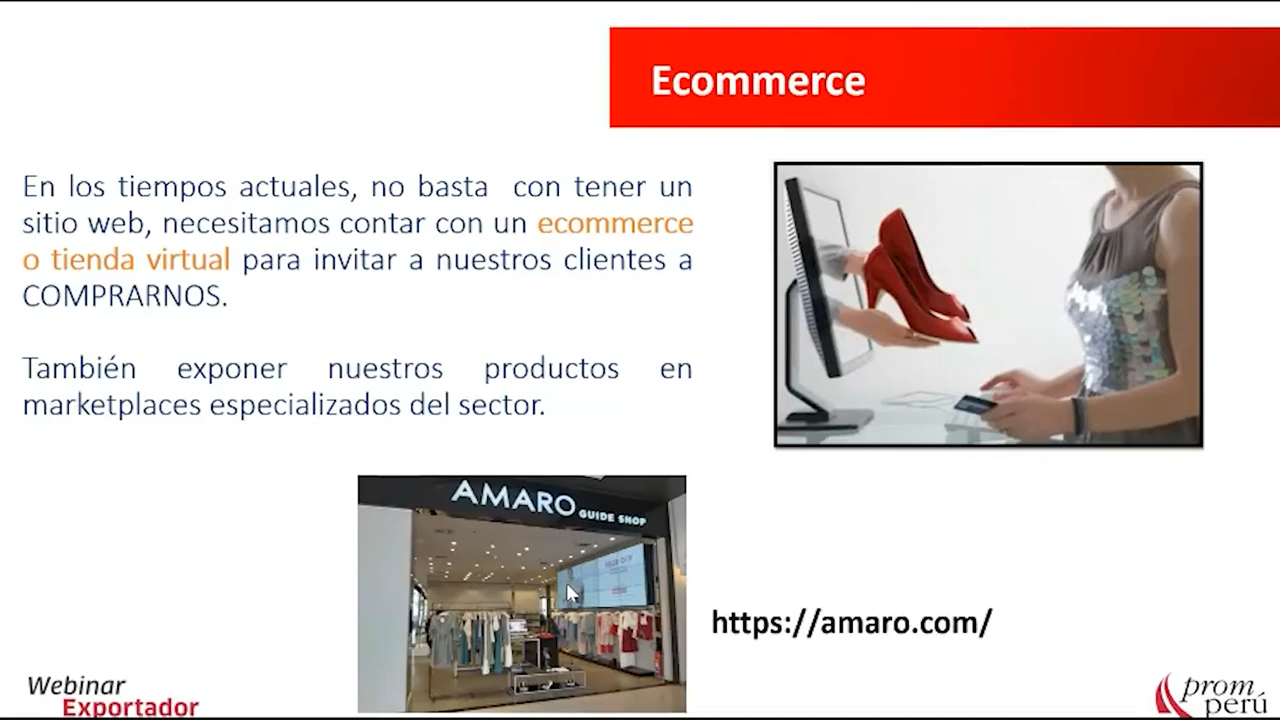 Ecommerce
En los tiempos actuales, no basta con tener un
sitio web, necesitamos contar con un ecommerce
o tienda virtual para invitar a nuestros clientes a
COMPRARNOS.
También exponer nuestros productos en
marketplaces especializados del sector.
AMARO GUIDE SHOP
https://amaro.com/
Webinar
Exportador
prom
perú